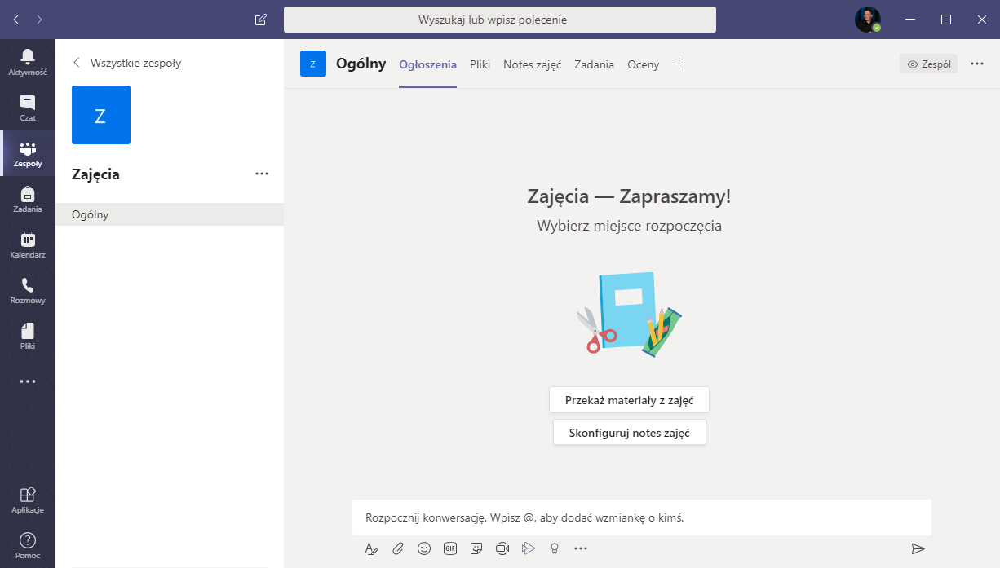 Wyszukaj lub wpisz polecenie
Aktywność
Czat
Zespoły
Zadania
Kalendarz
Rozmowy
Pliki
Aplikacje
Pomoc
Wszystkie zespoły
Z
Zajęcia
Ogólny
Z
Ogólny
Ogłoszenia
Pliki
Notes zajęć
Zadania
Oceny
Zespół
Zajęcia — Zapraszamy!
Wybierz miejsce rozpoczęcia
Przekaż materiały z zajęć
Skonfiguruj notes zajęć
Rozpocznij konwersację. Wpisz @, aby dodać wzmiankę o kimś.
GIF